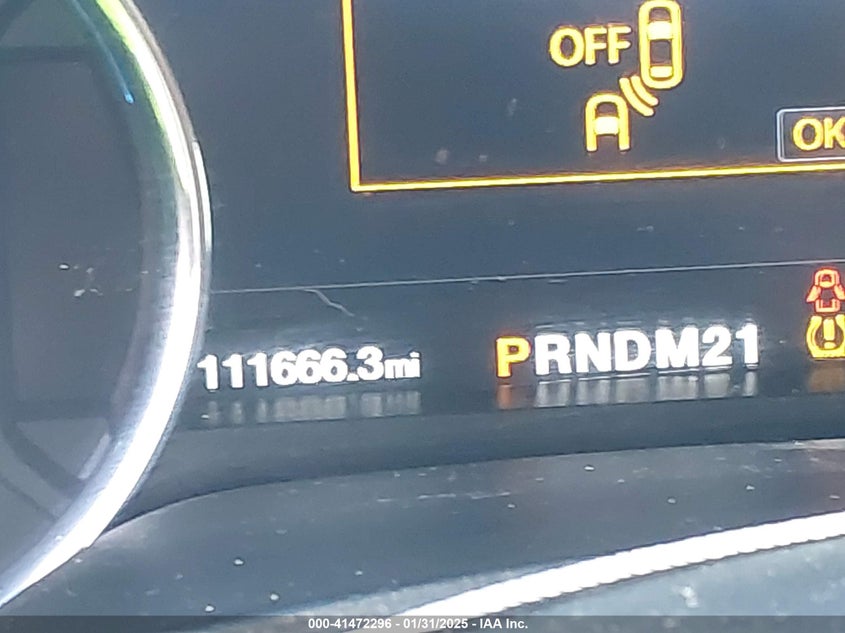 OFF
OK
111666.3mi
PRNDM21
000-41472296 - 01/31/2025 - IAA Inc.